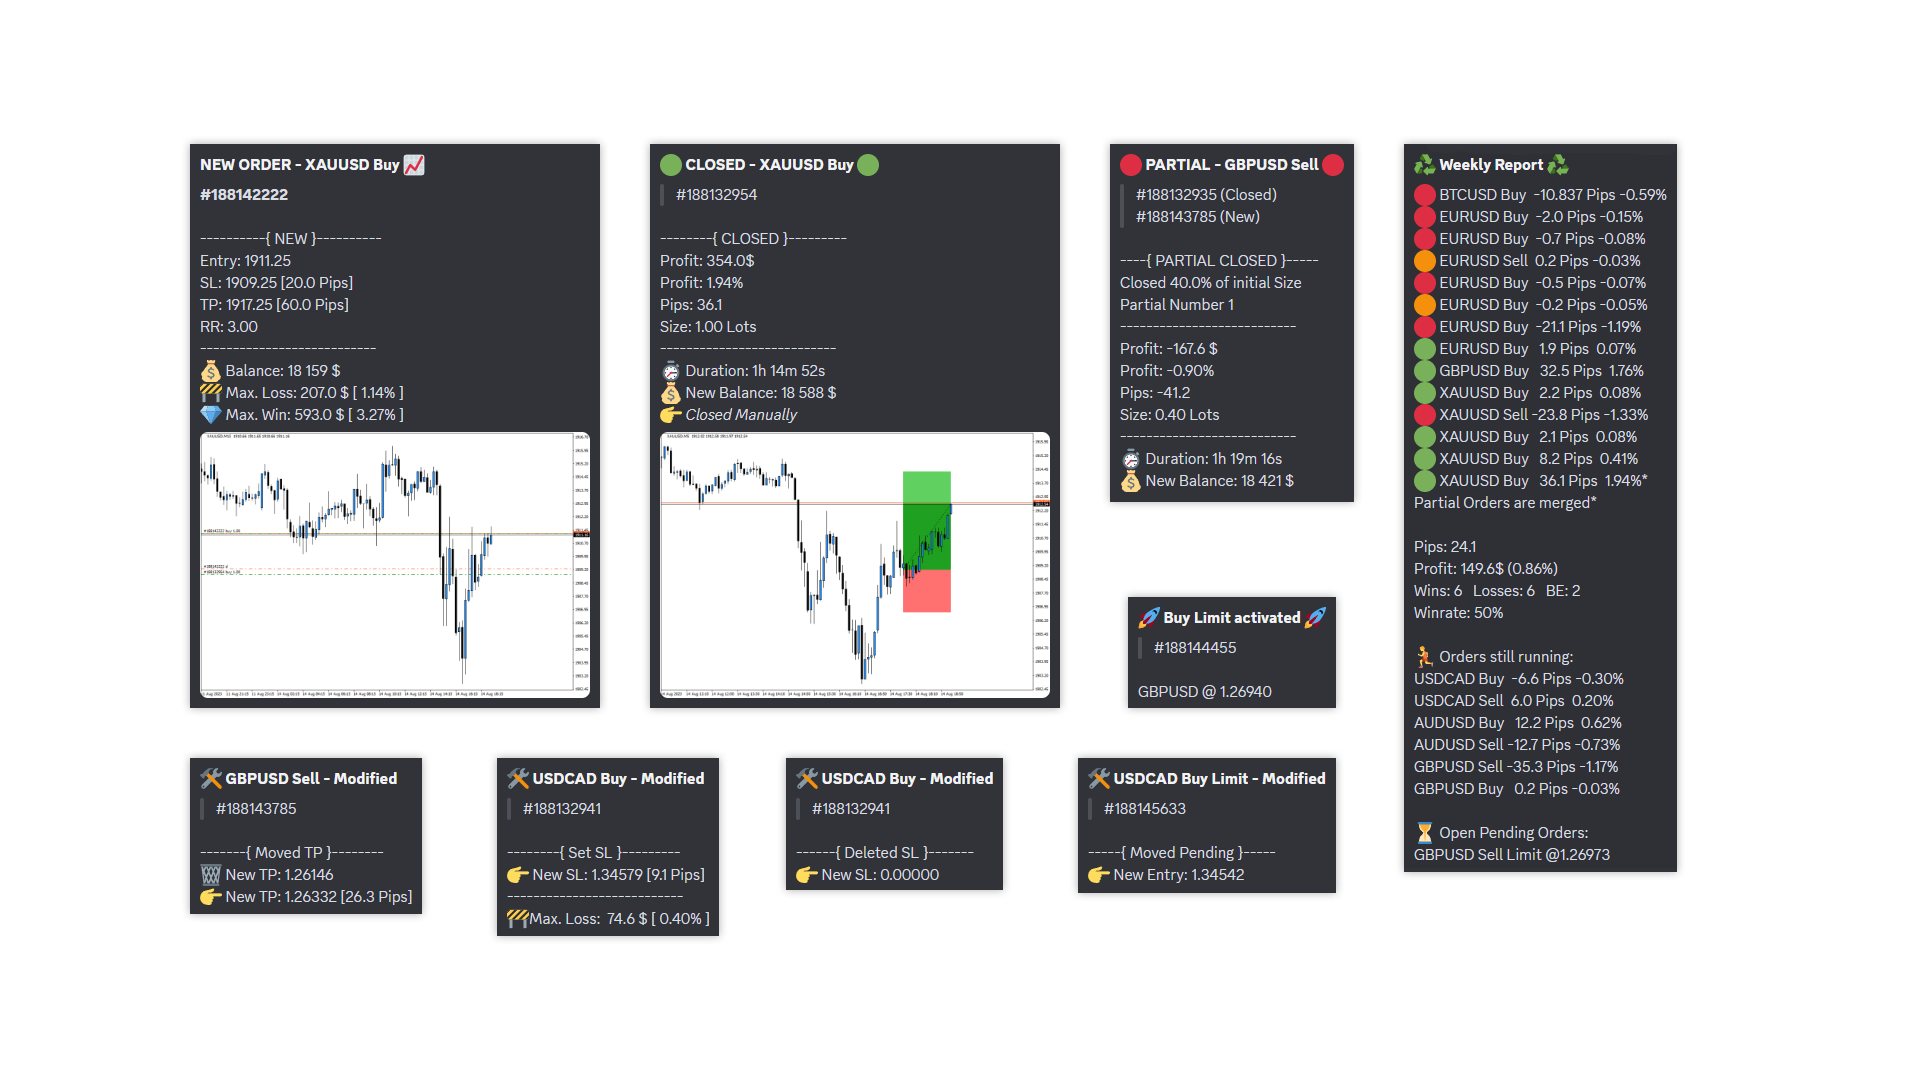 NEW ORDER - XAUUSD Buy
#188142222
----------{ NEW }----------
Entry: 1911.25
SL: 1909.25 [20.0 Pips]
TP: 1917.25 [60.0 Pips]
RR: 3.00
---------------------------
Balance: 18 159 $
Max. Loss: 207.0 $ [ 1.14% ]
Max. Win: 593.0 $ [ 3.27% ]
CLOSED - XAUUSD Buy
#188132954
--------{ CLOSED }---------
Profit: 354.0$
Profit: 1.94%
Pips: 36.1
Size: 1.00 Lots
---------------------------
Duration: 1h 14m 52s
New Balance: 18 588 $
Closed Manually
PARTIAL - GBPUSD Sell
#188132935 (Closed)
#188143785 (New)
----{ PARTIAL CLOSED }-----
Closed 40.0% of initial Size
Partial Number 1
---------------------------
Profit: -167.6 $
Profit: -0.90%
Pips: -41.2
Size: 0.40 Lots
---------------------------
Duration: 1h 19m 16s
New Balance: 18 421 $
Buy Limit activated
#188144455
GBPUSD @ 1.26940
Weekly Report
BTCUSD Buy -10.837 Pips -0.59%
EURUSD Buy -2.0 Pips -0.15%
EURUSD Buy -0.7 Pips -0.08%
EURUSD Sell 0.2 Pips -0.03%
EURUSD Buy -0.5 Pips -0.07%
EURUSD Buy -0.2 Pips -0.05%
EURUSD Buy -21.1 Pips -1.19%
EURUSD Buy 1.9 Pips 0.07%
GBPUSD Buy 32.5 Pips 1.76%
XAUUSD Buy 2.2 Pips 0.08%
XAUUSD Sell -23.8 Pips -1.33%
XAUUSD Buy 2.1 Pips 0.08%
XAUUSD Buy 8.2 Pips 0.41%
XAUUSD Buy 36.1 Pips 1.94%*
Partial Orders are merged*
Pips: 24.1
Profit: 149.6$ (0.86%)
Wins: 6 Losses: 6 BE: 2
Winrate: 50%
Orders still running:
USDCAD Buy -6.6 Pips -0.30%
USDCAD Sell 6.0 Pips 0.20%
AUDUSD Buy 12.2 Pips 0.62%
AUDUSD Sell -12.7 Pips -0.73%
GBPUSD Sell -35.3 Pips -1.17%
GBPUSD Buy 0.2 Pips -0.03%
Open Pending Orders:
GBPUSD Sell Limit @1.26973
GBPUSD Sell - Modified
#188143785
-------{ Moved TP }--------
New TP: 1.26146
New TP: 1.26332 [26.3 Pips]
USDCAD Buy - Modified
#188132941
--------{ Set SL }---------
New SL: 1.34579 [9.1 Pips]
---------------------------
Max. Loss: 74.6 $ [ 0.40% ]
USDCAD Buy - Modified
#188132941
------{ Deleted SL }-------
New SL: 0.00000
USDCAD Buy Limit - Modified
#188145633
-----{ Moved Pending }-----
New Entry: 1.34542